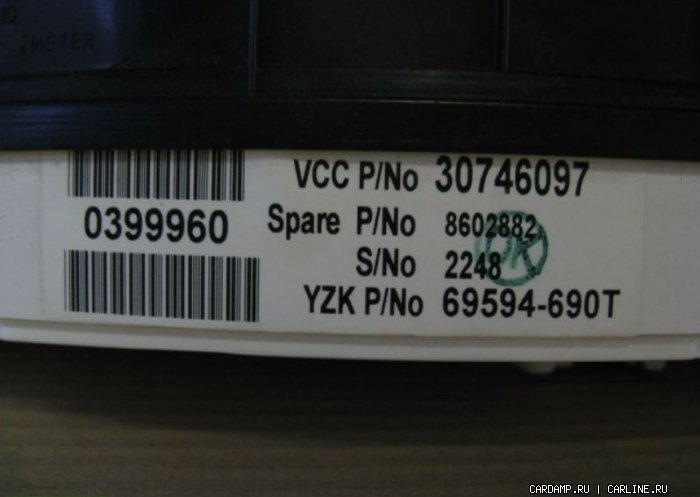 METER
VCC P/No 30746097
0399960
Spare P/No 8602882
S/No 2248
OK
YZK P/No 69594-690T
CARDAMP.RU | CARLINE.RU